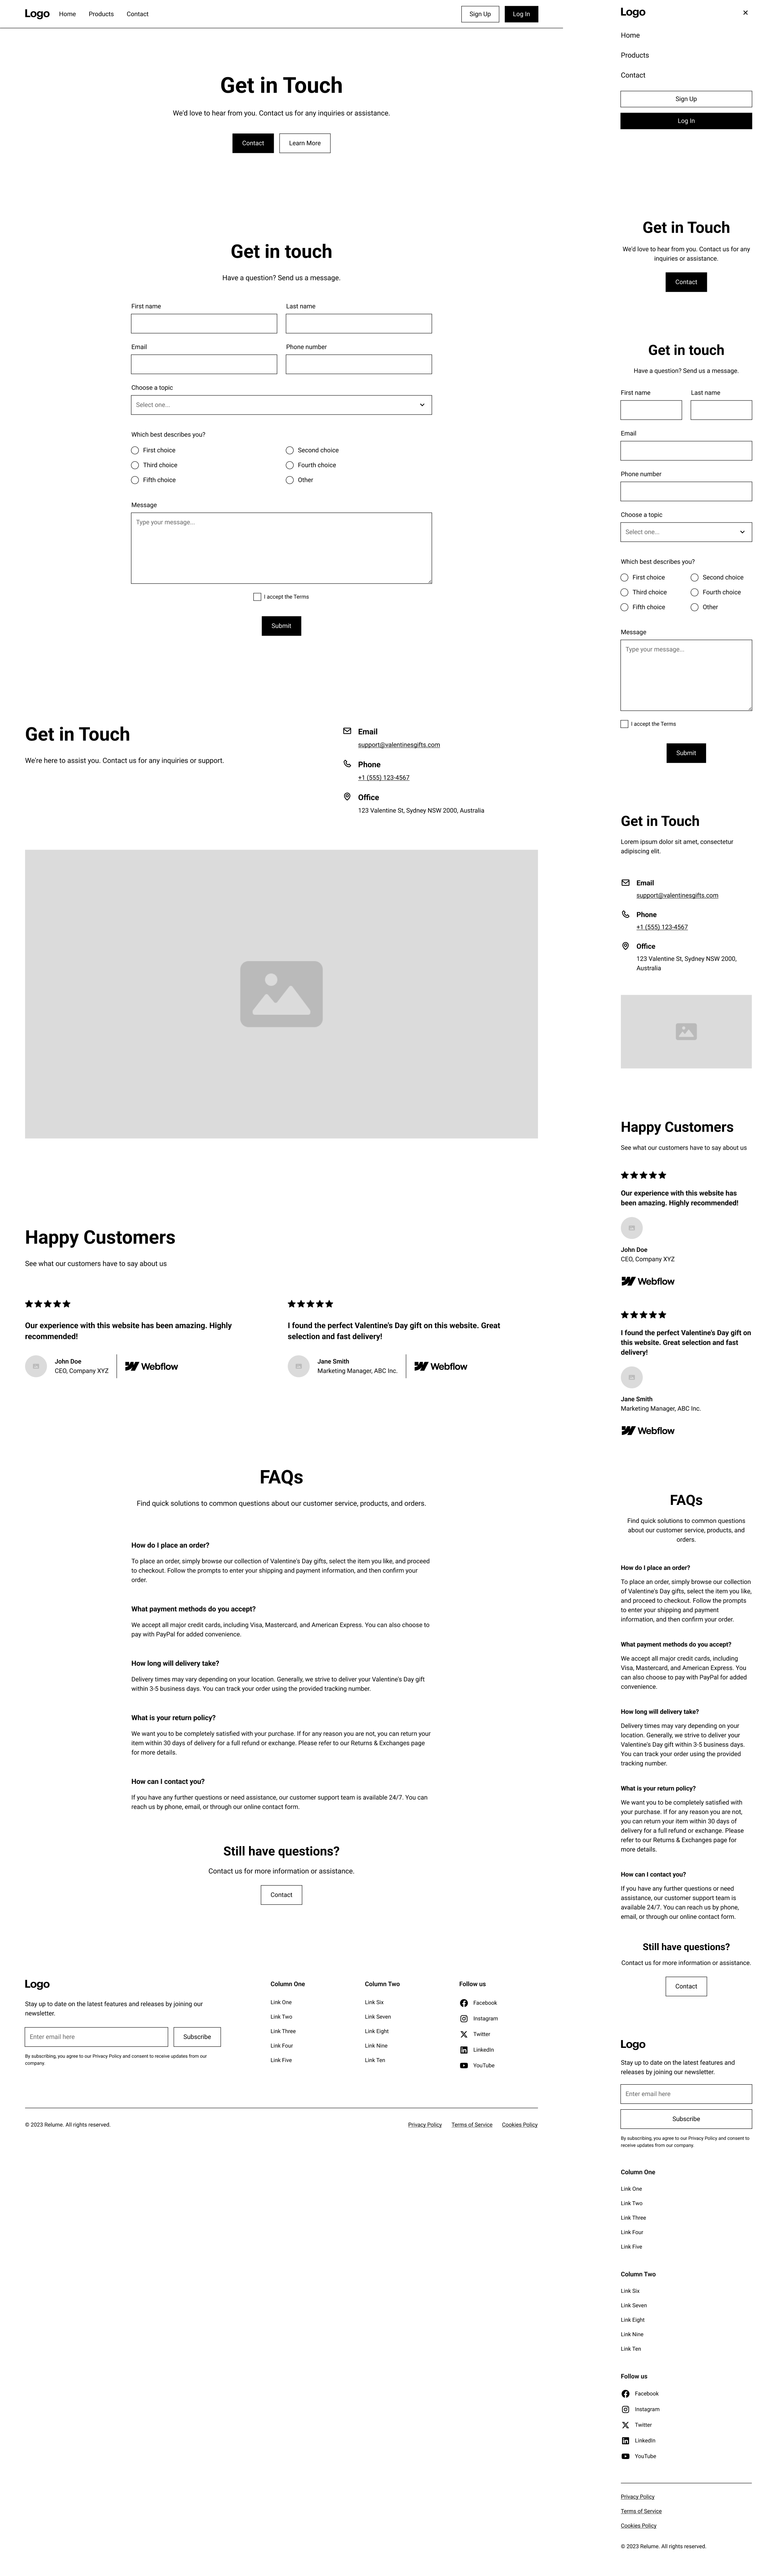 Logo
Home
Products
Contact
Sign Up
Log In
Get in Touch
We'd love to hear from you. Contact us for any inquiries or assistance.
Contact
Learn More
Get in touch
Have a question? Send us a message.
First name
Last name
Email
Phone number
Choose a topic
Select one...
Which best describes you?
First choice
Second choice
Third choice
Fourth choice
Fifth choice
Other
Message
Type your message...
I accept the Terms
Submit
Get in Touch
We're here to assist you. Contact us for any inquiries or support.
Email
support@valentinesgifts.com
Phone
+1 (555) 123-4567
Office
123 Valentine St, Sydney NSW 2000, Australia
Happy Customers
See what our customers have to say about us
Our experience with this website has been amazing. Highly
recommended!
John Doe
CEO, Company XYZ
Webflow
I found the perfect Valentine's Day gift on this website. Great
selection and fast delivery!
Jane Smith
Marketing Manager, ABC Inc.
Webflow
FAQs
Find quick solutions to common questions about our customer service, products, and orders.
How do I place an order?
To place an order, simply browse our collection of Valentine's Day gifts, select the item you like, and proceed
to checkout. Follow the prompts to enter your shipping and payment information, and then confirm your
order.
What payment methods do you accept?
We accept all major credit cards, including Visa, Mastercard, and American Express. You can also choose to
pay with PayPal for added convenience.
How long will delivery take?
Delivery times may vary depending on your location. Generally, we strive to deliver your Valentine's Day gift
within 3-5 business days. You can track your order using the provided tracking number.
What is your return policy?
We want you to be completely satisfied with your purchase. If for any reason you are not, you can return your
item within 30 days of delivery for a full refund or exchange. Please refer to our Returns & Exchanges page
for more details.
How can I contact you?
If you have any further questions or need assistance, our customer support team is available 24/7. You can
reach us by phone, email, or through our online contact form.
Still have questions?
Contact us for more information or assistance.
Contact
Logo
Stay up to date on the latest features and releases by joining our
newsletter.
Enter email here
Subscribe
By subscribing, you agree to our Privacy Policy and consent to receive updates from our
company.
Column One
Link One
Link Two
Link Three
Link Four
Link Five
Column Two
Link Six
Link Seven
Link Eight
Link Nine
Link Ten
Follow us
Facebook
Instagram
Twitter
LinkedIn
YouTube
© 2023 Relume. All rights reserved.
Privacy Policy
Terms of Service
Cookies Policy
Logo
Home
Products
Contact
Sign Up
Log In
Get in Touch
We'd love to hear from you. Contact us for any
inquiries or assistance.
Contact
Get in touch
Have a question? Send us a message.
First name
Last name
Email
Phone number
Choose a topic
Select one...
Which best describes you?
First choice
Second choice
Third choice
Fourth choice
Fifth choice
Other
Message
Type your message...
I accept the Terms
Submit
Get in Touch
Lorem ipsum dolor sit amet, consectetur
adipiscing elit.
Email
support@valentinesgifts.com
Phone
+1 (555) 123-4567
Office
123 Valentine St, Sydney NSW 2000,
Australia
Happy Customers
See what our customers have to say about us
Our experience with this website has
been amazing. Highly recommended!
John Doe
CEO, Company XYZ
Webflow
I found the perfect Valentine's Day gift on
this website. Great selection and fast
delivery!
Jane Smith
Marketing Manager, ABC Inc.
Webflow
FAQs
Find quick solutions to common questions
about our customer service, products, and
orders.
How do I place an order?
To place an order, simply browse our collection
of Valentine's Day gifts, select the item you like,
and proceed to checkout. Follow the prompts
to enter your shipping and payment
information, and then confirm your order.
What payment methods do you accept?
We accept all major credit cards, including
Visa, Mastercard, and American Express. You
can also choose to pay with PayPal for added
convenience.
How long will delivery take?
Delivery times may vary depending on your
location. Generally, we strive to deliver your
Valentine's Day gift within 3-5 business days.
You can track your order using the provided
tracking number.
What is your return policy?
We want you to be completely satisfied with
your purchase. If for any reason you are not,
you can return your item within 30 days of
delivery for a full refund or exchange. Please
refer to our Returns & Exchanges page for
more details.
How can I contact you?
If you have any further questions or need
assistance, our customer support team is
available 24/7. You can reach us by phone,
email, or through our online contact form.
Still have questions?
Contact us for more information or assistance.
Contact
Logo
Stay up to date on the latest features and
releases by joining our newsletter.
Enter email here
Subscribe
By subscribing, you agree to our Privacy Policy and consent to
receive updates from our company.
Column One
Link One
Link Two
Link Three
Link Four
Link Five
Column Two
Link Six
Link Seven
Link Eight
Link Nine
Link Ten
Follow us
Facebook
Instagram
Twitter
LinkedIn
YouTube
Privacy Policy
Terms of Service
Cookies Policy
© 2023 Relume. All rights reserved.